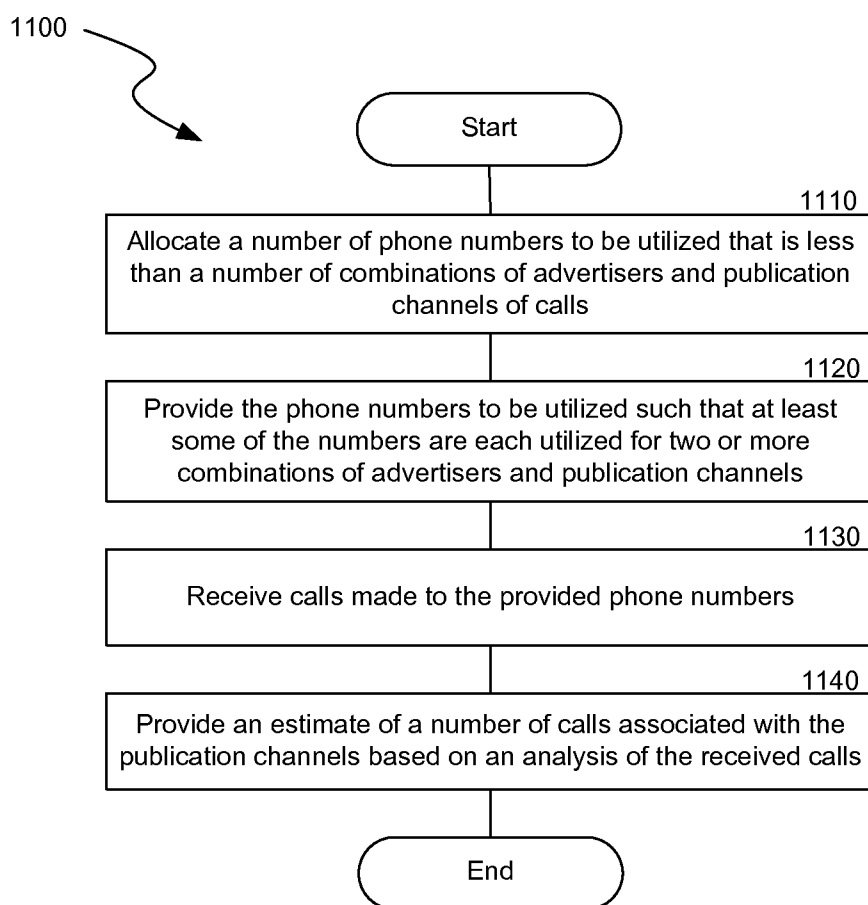 1100
Start
1110
Allocate a number of phone numbers to be utilized that is less
than a number of combinations of advertisers and publication
channels of calls
1120
Provide the phone numbers to be utilized such that at least
some of the numbers are each utilized for two or more
combinations of advertisers and publication channels
1130
Receive calls made to the provided phone numbers
1140
Provide an estimate of a number of calls associated with the
publication channels based on an analysis of the received calls
End